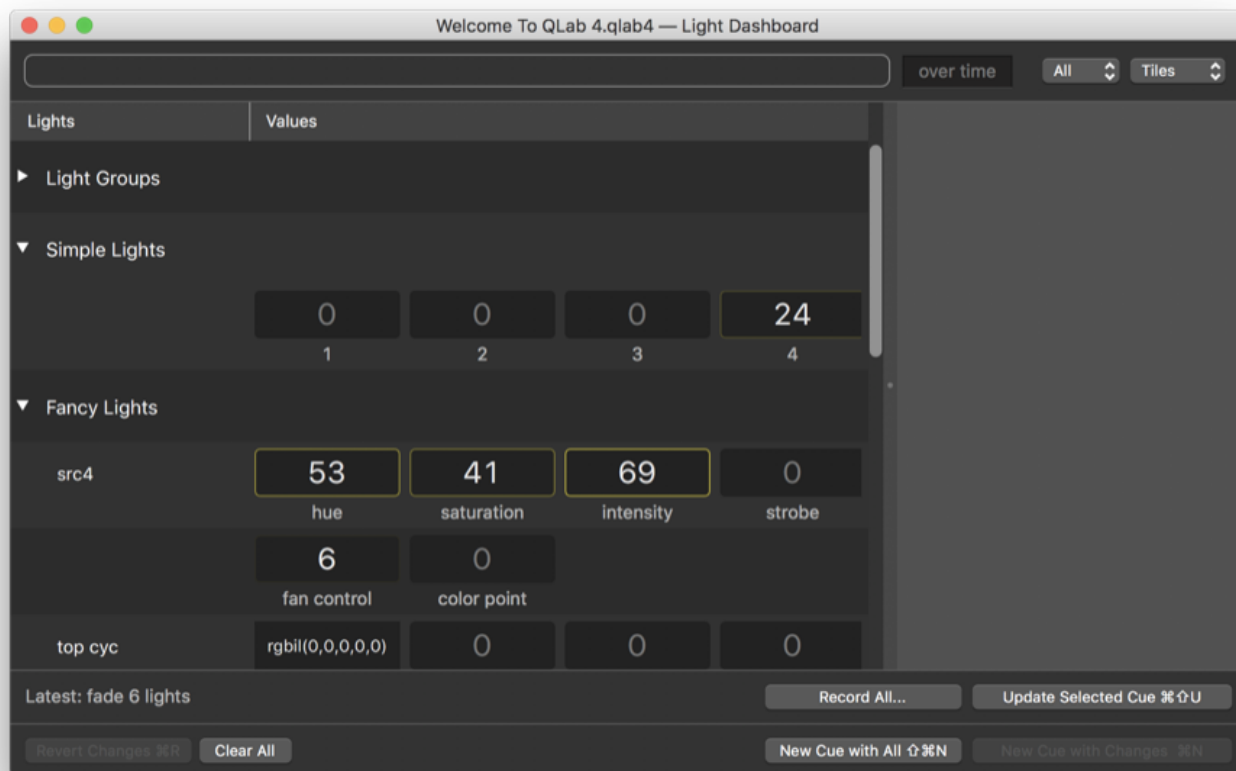 Welcome To QLab 4.qlab4 — Light Dashboard
over time All Tiles
Lights Values
Light Groups
Simple Lights
0 0 0 24
1 2 3 4
Fancy Lights
src4 53 41 69 0
hue saturation intensity strobe
6 0
fan control color point
top cyc rgbil(0,0,0,0,0) 0 0 0
Latest: fade 6 lights Record All... Update Selected Cue ⌘⇧U
Revert Changes ⌘R Clear All New Cue with All ⇧⌘N New Cue with Changes ⌘N